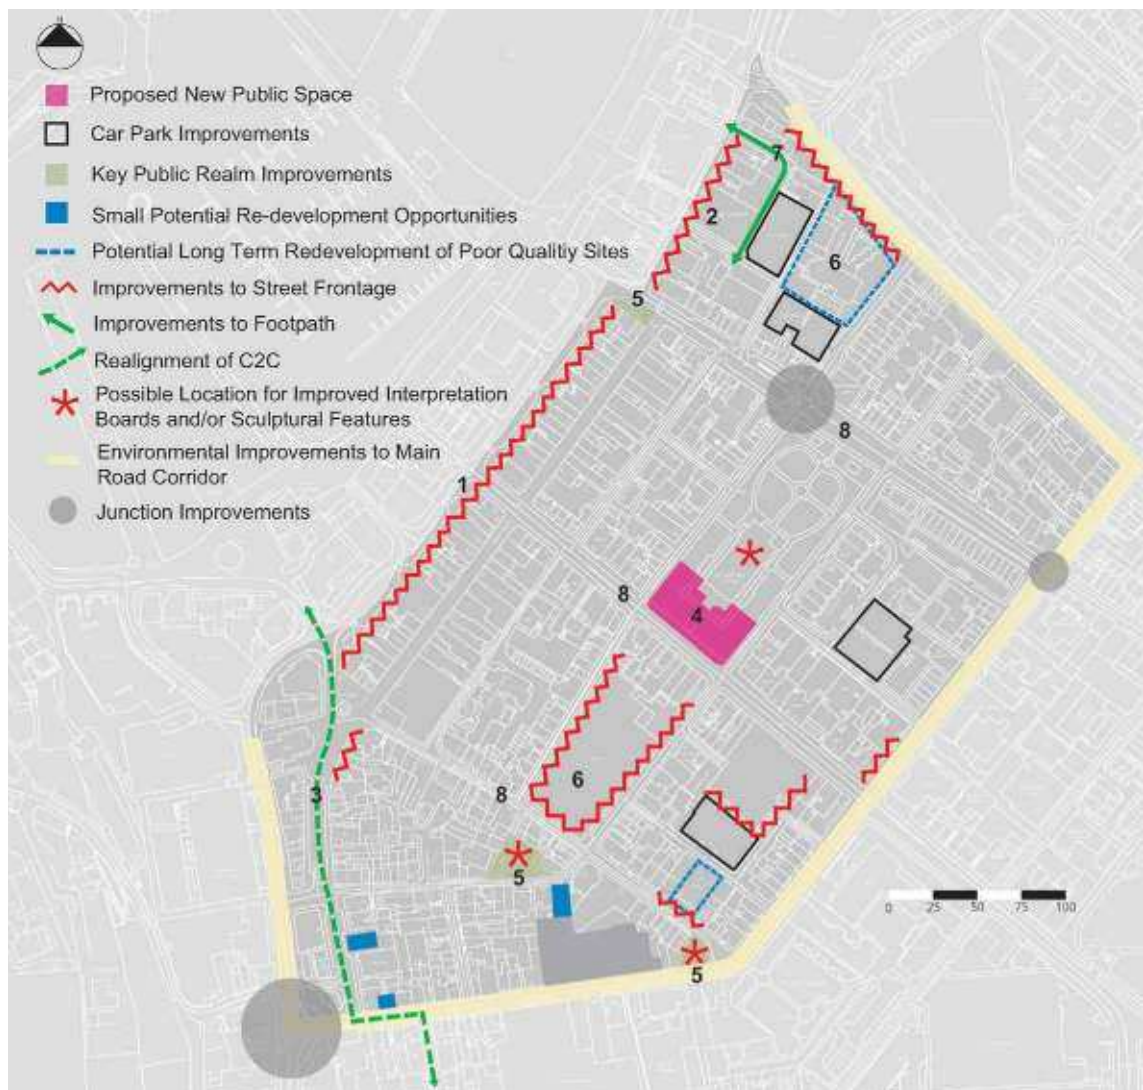 N
Proposed New Public Space
Car Park Improvements
Key Public Realm Improvements
Small Potential Re-development Opportunities
Potential Long Term Redevelopment of Poor Qualitiy Sites
Improvements to Street Frontage
Improvements to Footpath
Realignment of C2C
Possible Location for Improved Interpretation
Boards and/or Sculptural Features
Environmental Improvements to Main
Road Corridor
Junction Improvements
7
2
6
5
8
1
8
4
6
8
3
5
5
0 25 50 75 100